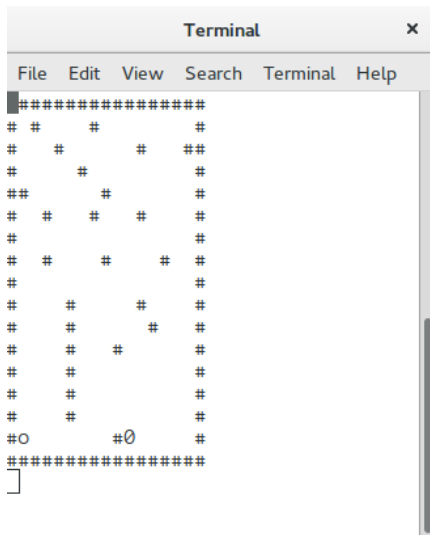 Terminal ×
File Edit View Search Terminal Help
 ################
# #    #        #
#   #      #   ##
#     #         #
##      #       #
#  #   #   #    #
#               #
#  #    #    #  #
#               #
#    #     #    #
#    #      #   #
#    #   #      #
#    #          #
#    #          #
#    #          #
#o       #0     #
#################